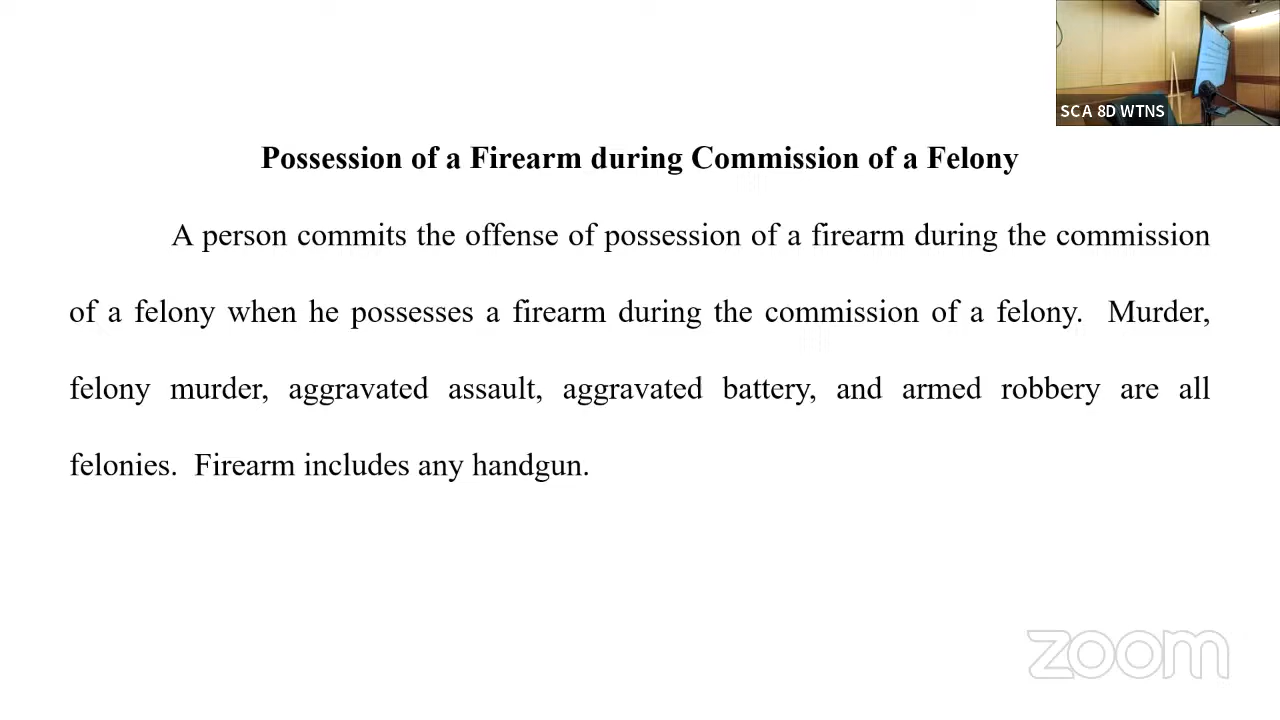 SCA 8D WTNS
Possession of a Firearm during Commission of a Felony
A person commits the offense of possession of a firearm during the commission
of a felony when he possesses a firearm during the commission of a felony.  Murder,
felony murder, aggravated assault, aggravated battery, and armed robbery are all
felonies.  Firearm includes any handgun.
zoom